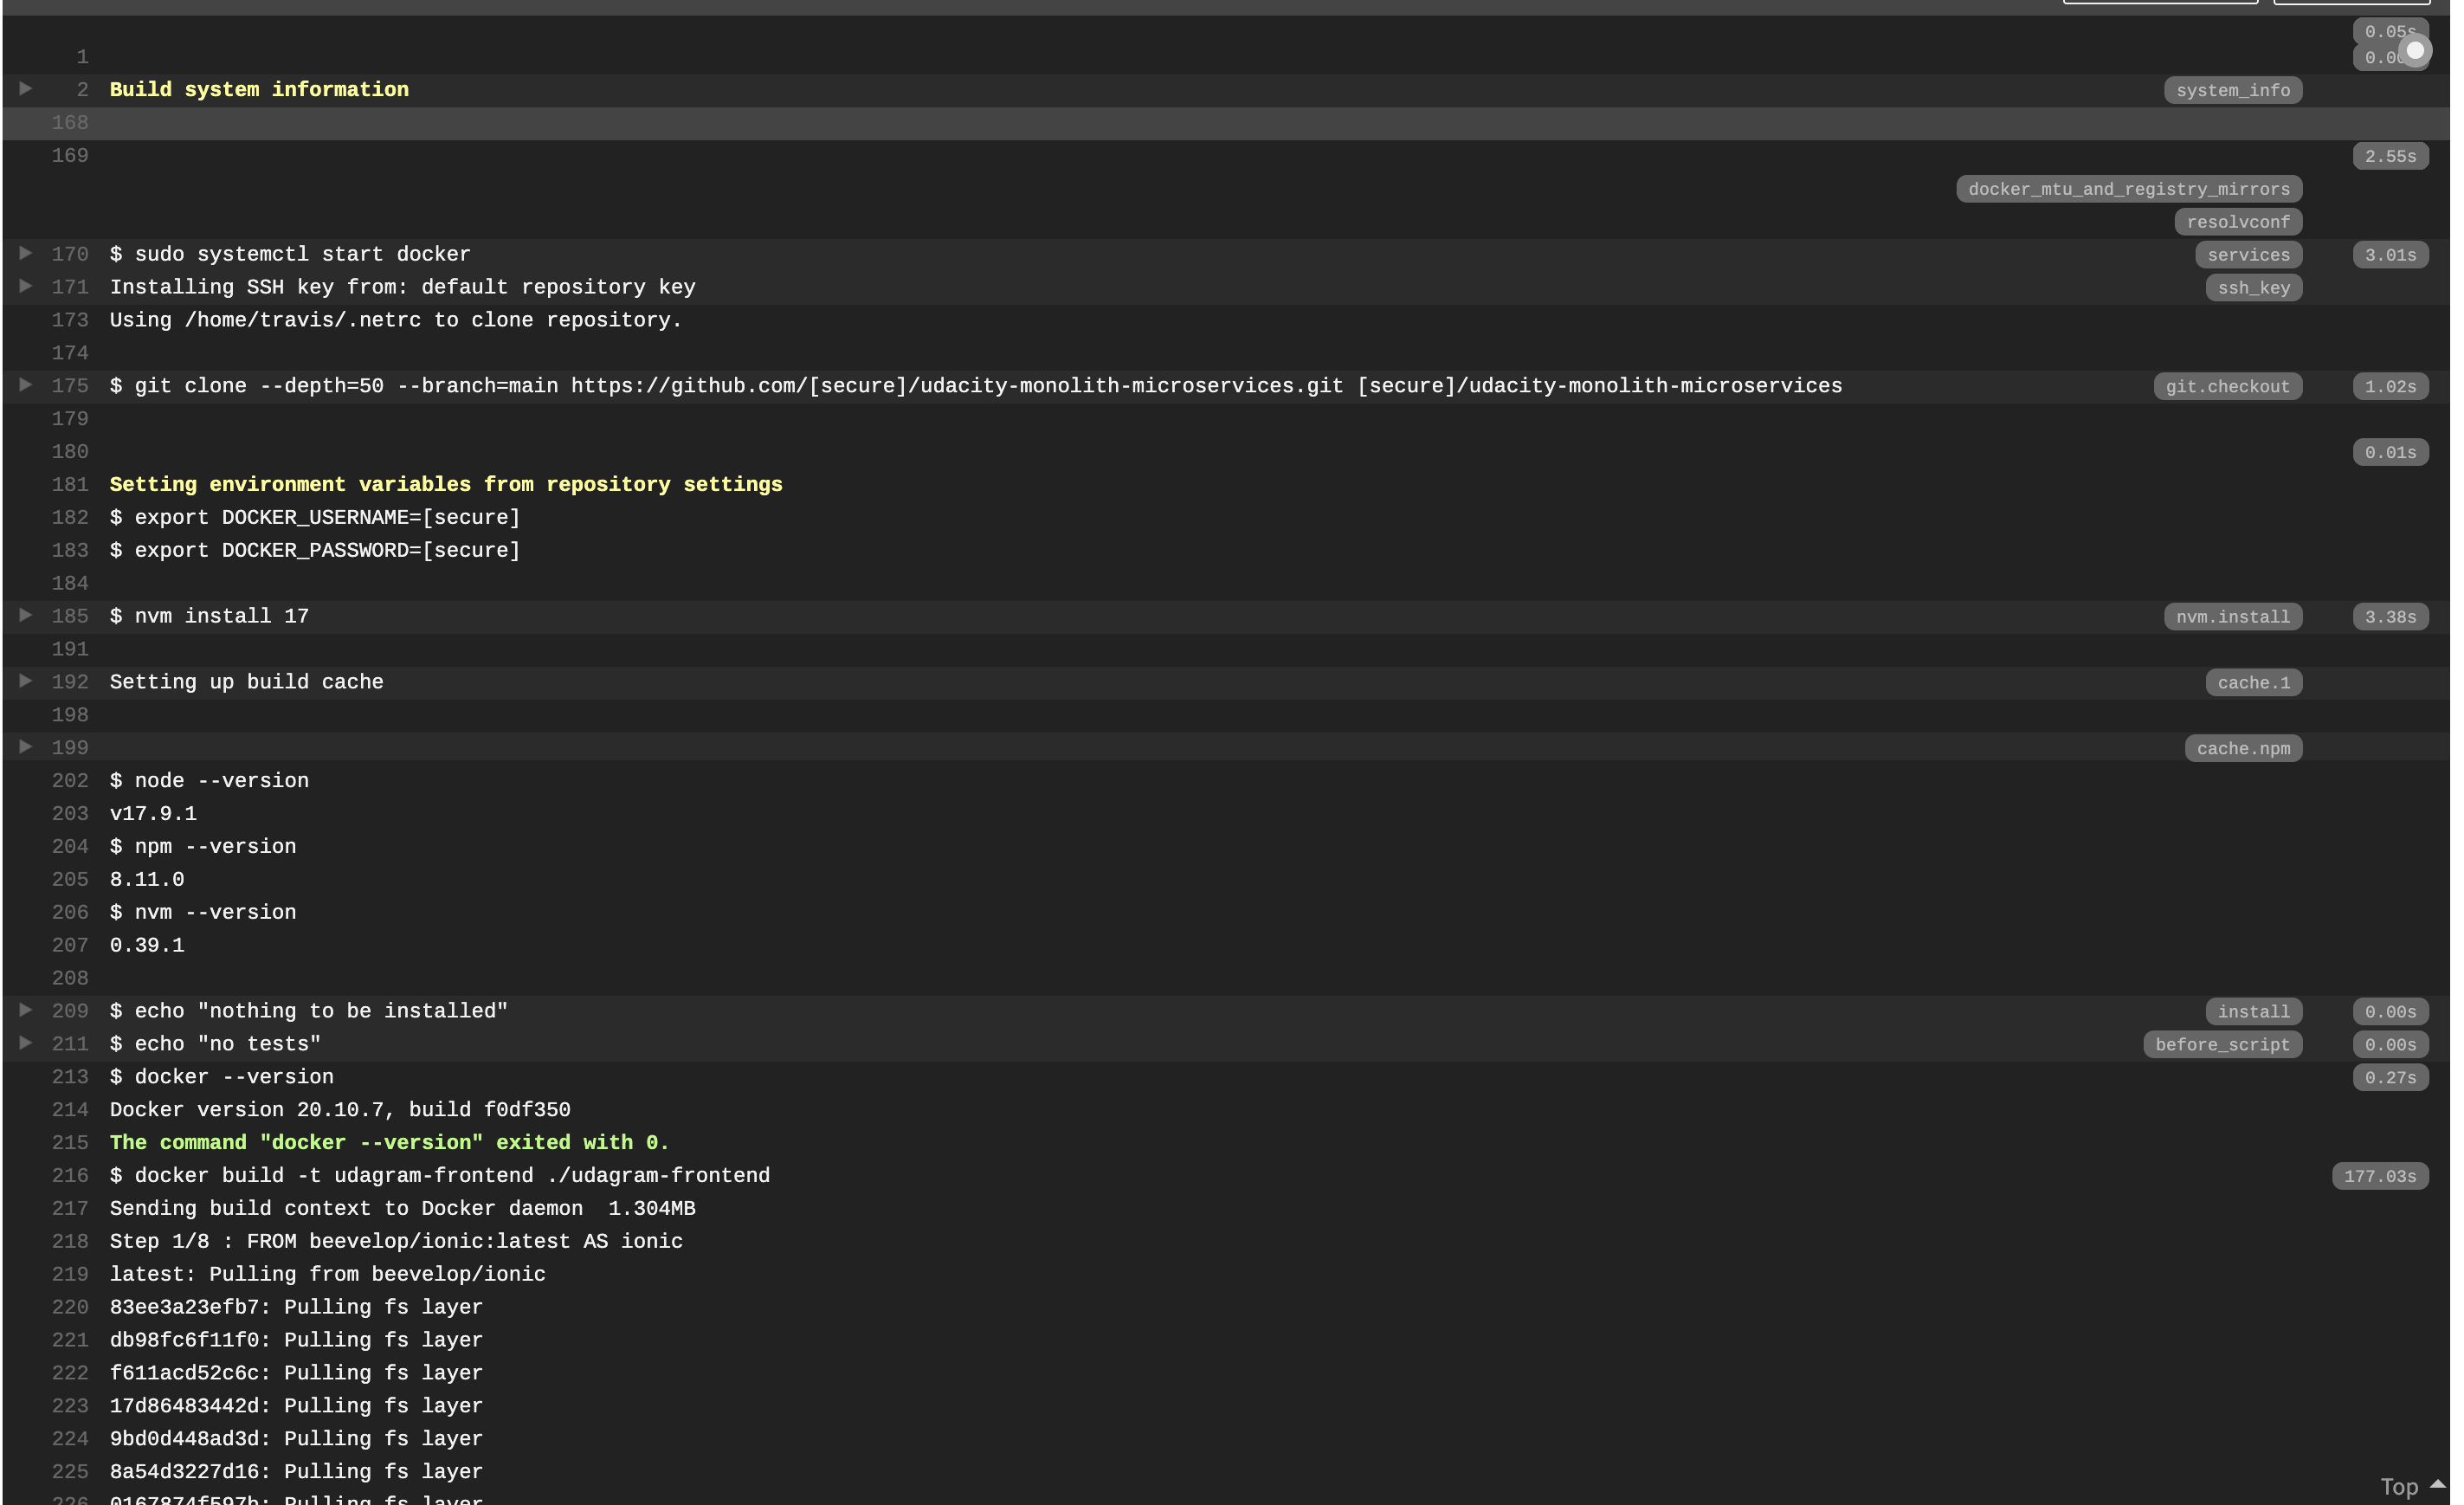 0.05s
1
2 Build system information system_info
168
169 2.55s
docker_mtu_and_registry_mirrors
resolvconf
170 $ sudo systemctl start docker services 3.01s
171 Installing SSH key from: default repository key ssh_key
173 Using /home/travis/.netrc to clone repository.
174
175 $ git clone --depth=50 --branch=main https://github.com/[secure]/udacity-monolith-microservices.git [secure]/udacity-monolith-microservices git.checkout 1.02s
179
180 0.01s
181 Setting environment variables from repository settings
182 $ export DOCKER_USERNAME=[secure]
183 $ export DOCKER_PASSWORD=[secure]
184
185 $ nvm install 17 nvm.install 3.38s
191
192 Setting up build cache cache.1
198
199 cache.npm
202 $ node --version
203 v17.9.1
204 $ npm --version
205 8.11.0
206 $ nvm --version
207 0.39.1
208
209 $ echo "nothing to be installed" install 0.00s
211 $ echo "no tests" before_script 0.00s
213 $ docker --version 0.27s
214 Docker version 20.10.7, build f0df350
215 The command "docker --version" exited with 0.
216 $ docker build -t udagram-frontend ./udagram-frontend 177.03s
217 Sending build context to Docker daemon  1.304MB
218 Step 1/8 : FROM beevelop/ionic:latest AS ionic
219 latest: Pulling from beevelop/ionic
220 83ee3a23efb7: Pulling fs layer
221 db98fc6f11f0: Pulling fs layer
222 f611acd52c6c: Pulling fs layer
223 17d86483442d: Pulling fs layer
224 9bd0d448ad3d: Pulling fs layer
225 8a54d3227d16: Pulling fs layer
226 0167874f597b: Pulling fs layer
Top